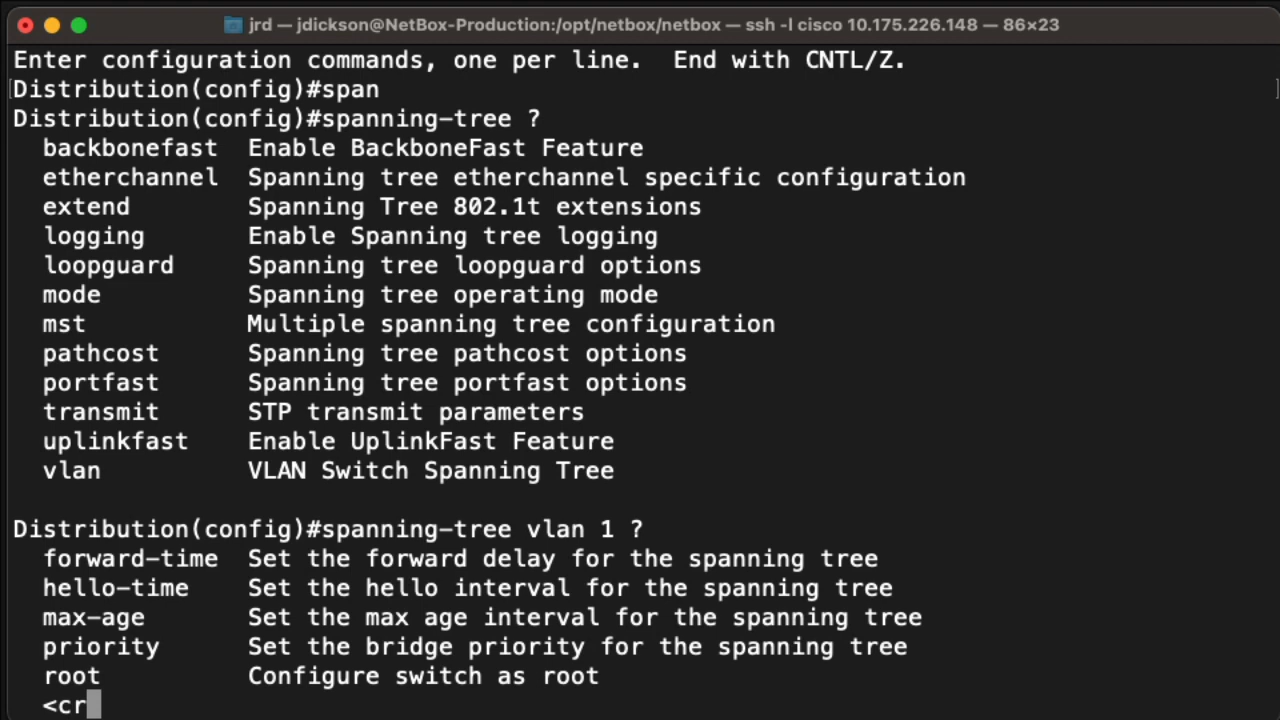 jrd — jdickson@NetBox-Production:/opt/netbox/netbox — ssh -l cisco 10.175.226.148 — 86×23
Enter configuration commands, one per line.  End with CNTL/Z.
[Distribution(config)#span ]
Distribution(config)#spanning-tree ?
  backbonefast  Enable BackboneFast Feature
  etherchannel  Spanning tree etherchannel specific configuration
  extend        Spanning Tree 802.1t extensions
  logging       Enable Spanning tree logging
  loopguard     Spanning tree loopguard options
  mode          Spanning tree operating mode
  mst           Multiple spanning tree configuration
  pathcost      Spanning tree pathcost options
  portfast      Spanning tree portfast options
  transmit      STP transmit parameters
  uplinkfast    Enable UplinkFast Feature
  vlan          VLAN Switch Spanning Tree
Distribution(config)#spanning-tree vlan 1 ?
  forward-time  Set the forward delay for the spanning tree
  hello-time    Set the hello interval for the spanning tree
  max-age       Set the max age interval for the spanning tree
  priority      Set the bridge priority for the spanning tree
  root          Configure switch as root
  <cr